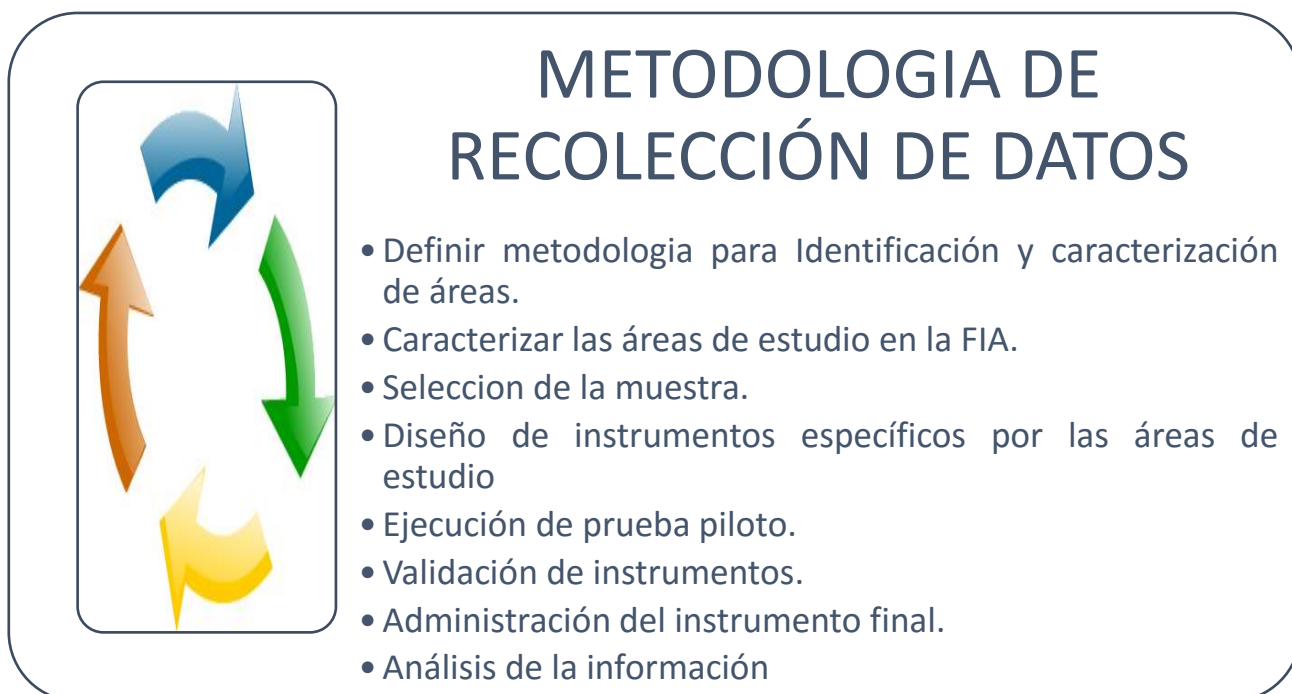 METODOLOGIA DE
RECOLECCIÓN DE DATOS
• Definir metodologia para Identificación y caracterización
de áreas.
• Caracterizar las áreas de estudio en la FIA.
• Seleccion de la muestra.
• Diseño de instrumentos específicos por las áreas de
estudio
• Ejecución de prueba piloto.
• Validación de instrumentos.
• Administración del instrumento final.
• Análisis de la información